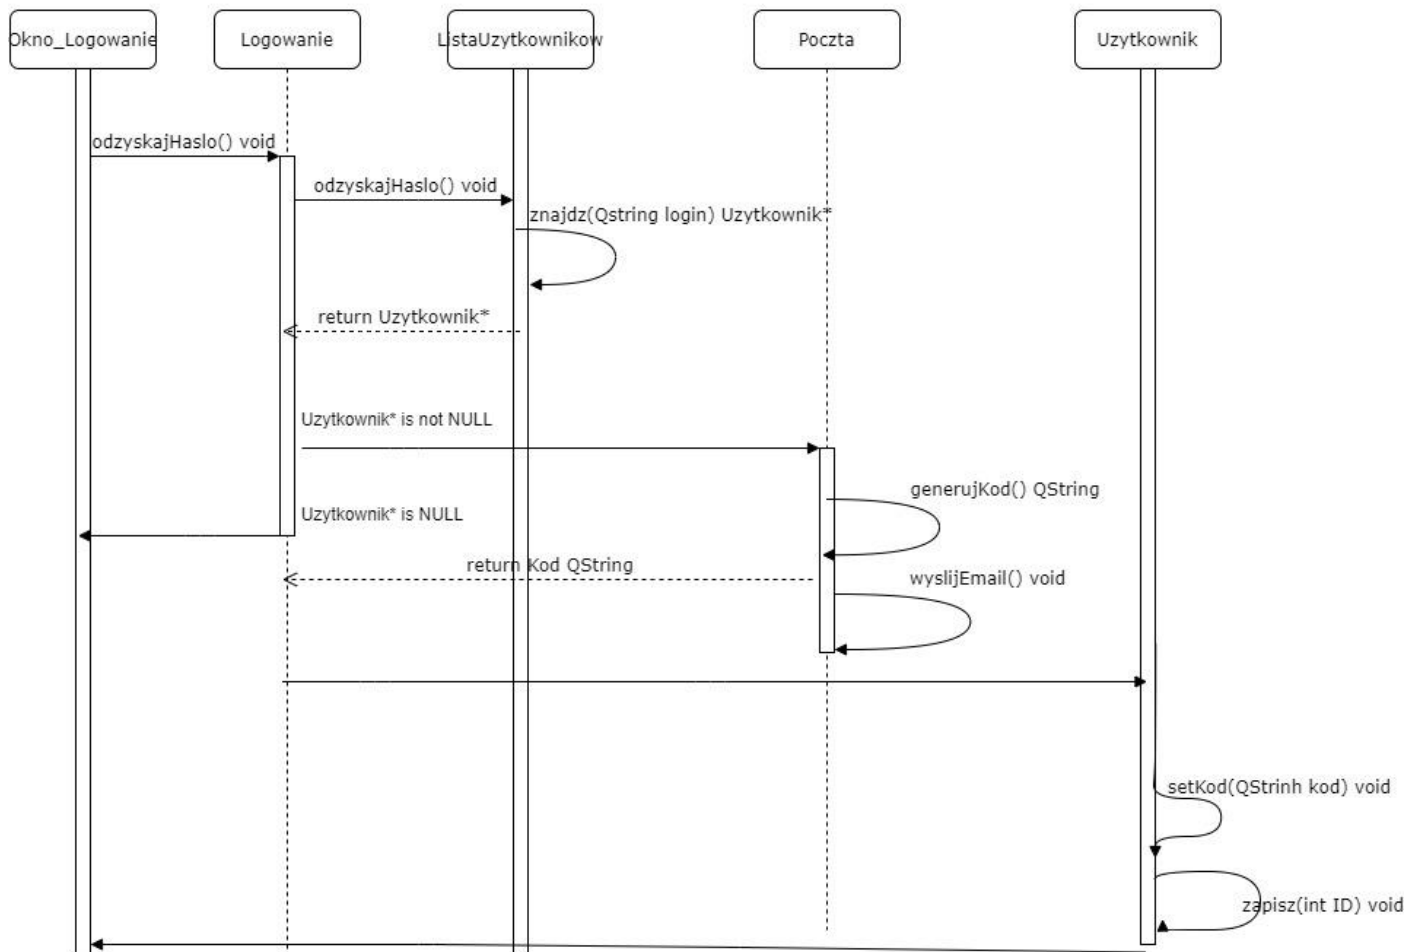 Okno_Logowanie
Logowanie
ListaUzytkownikow
Poczta
Uzytkownik
odzyskajHaslo() void
odzyskajHaslo() void
znajdz(Qstring login) Uzytkownik*
return Uzytkownik*
Uzytkownik* is not NULL
generujKod() QString
Uzytkownik* is NULL
return Kod QString
wyslijEmail() void
setKod(QStrinh kod) void
zapisz(int ID) void